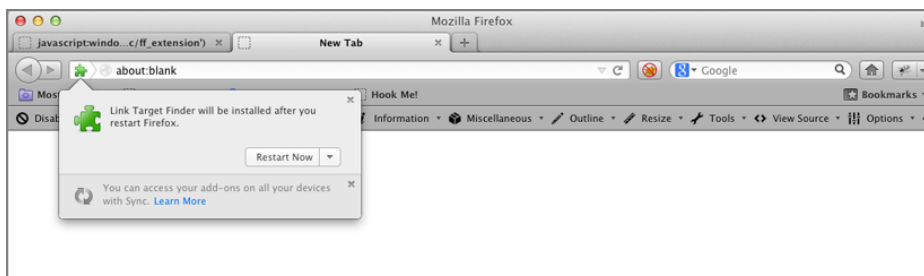 Mozilla Firefox
javascript:windo...c/ff_extension')
New Tab
about:blank
Google
Most
Hook Me!
Bookmarks
Disab
Information
Miscellaneous
Outline
Resize
Tools
View Source
Options
Link Target Finder will be installed after you
restart Firefox.
Restart Now
You can access your add-ons on all your devices
with Sync. Learn More